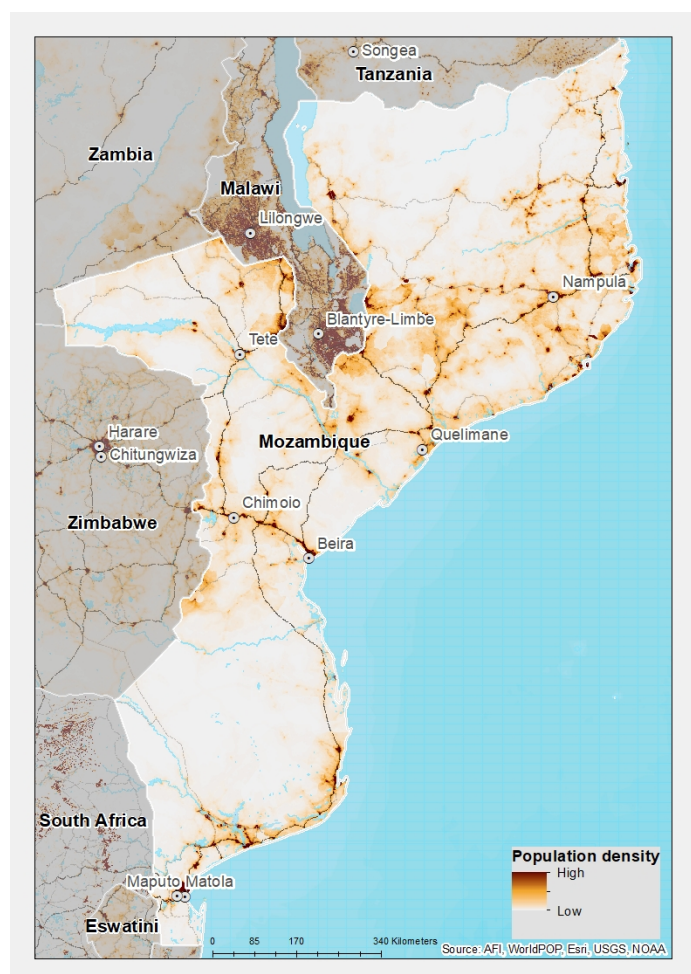 Songea
Tanzania
Zambia
Malawi
Lilongwe
Nampula
Blantyre-Limbe
Tete
Harare
Chitungwiza
Mozambique
Quelimane
Zimbabwe
Chimoio
Beira
South Africa
Population density
High
Low
Maputo Matola
Eswatini
0 85 170 340 Kilometers
Source: AFI, WorldPOP, Esri, USGS, NOAA